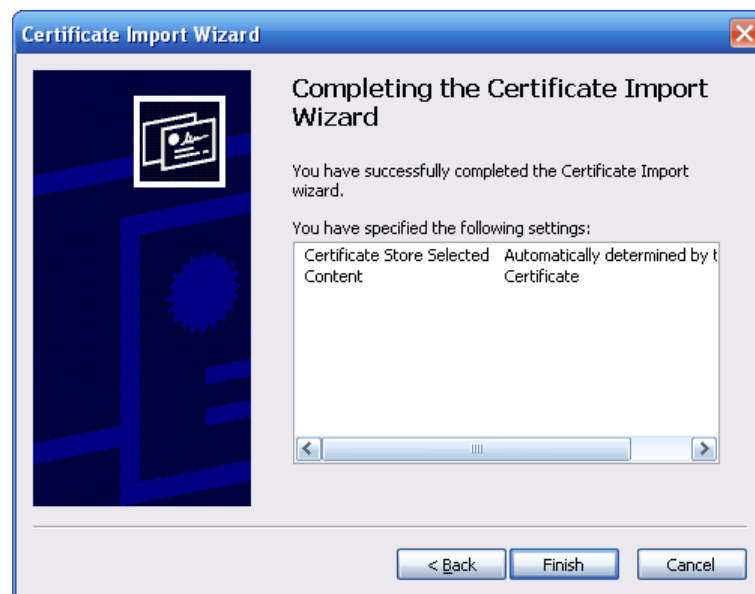 Certificate Import Wizard
Completing the Certificate Import
Wizard
You have successfully completed the Certificate Import
wizard.
You have specified the following settings:
Certificate Store Selected Automatically determined by t
Content Certificate
< Back Finish Cancel